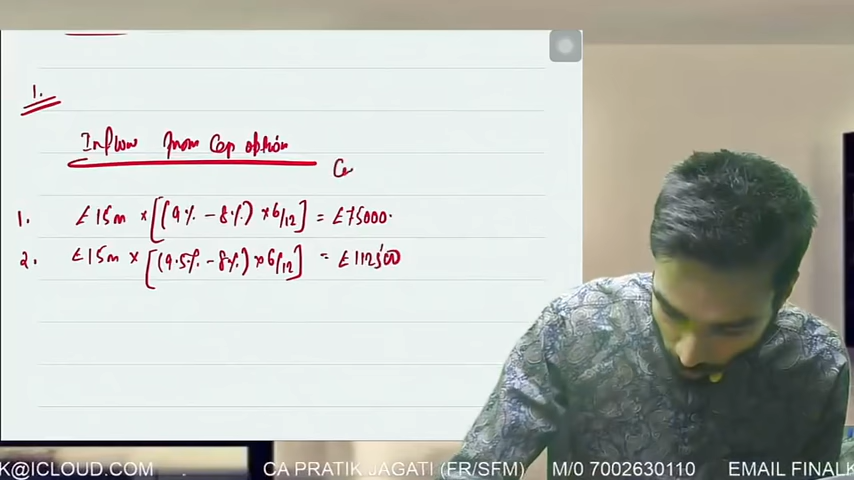 1.
Inflow from Cap option
Ca
1. £15m × [(9% - 8%) × 6/12] = £75000.
2. £15m × [(9.5% - 8%) × 6/12] = £112500
K@ICLOUD.COM CA PRATIK JAGATI (FR/SFM) M/0 7002630110 EMAIL FINALK